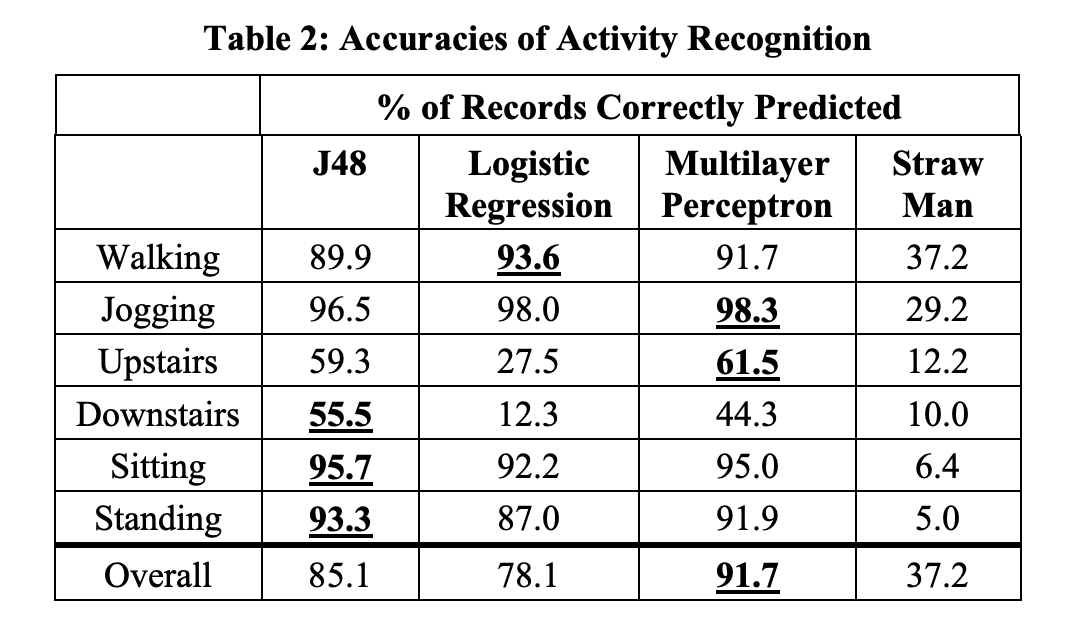 Table 2: Accuracies of Activity Recognition
% of Records Correctly Predicted
J48 Logistic Regression Multilayer Perceptron Straw Man
Walking 89.9 93.6 91.7 37.2
Jogging 96.5 98.0 98.3 29.2
Upstairs 59.3 27.5 61.5 12.2
Downstairs 55.5 12.3 44.3 10.0
Sitting 95.7 92.2 95.0 6.4
Standing 93.3 87.0 91.9 5.0
Overall 85.1 78.1 91.7 37.2